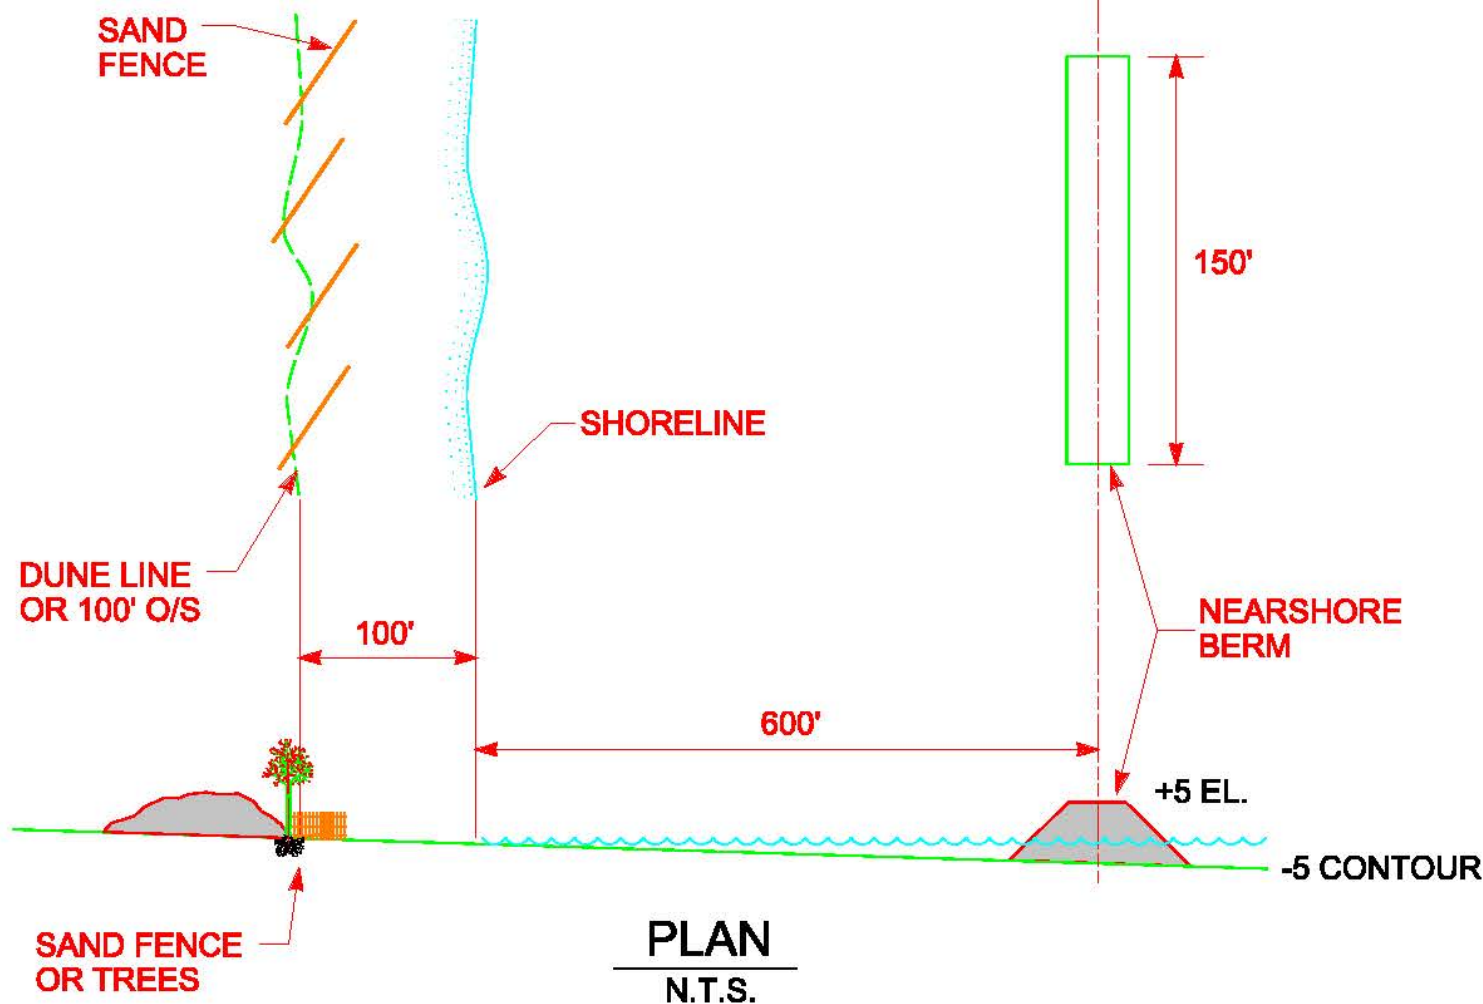 SAND
FENCE
150'
SHORELINE
DUNE LINE
OR 100' O/S
100'
NEARSHORE
BERM
600'
+5 EL.
-5 CONTOUR
SAND FENCE
OR TREES
PLAN
N.T.S.